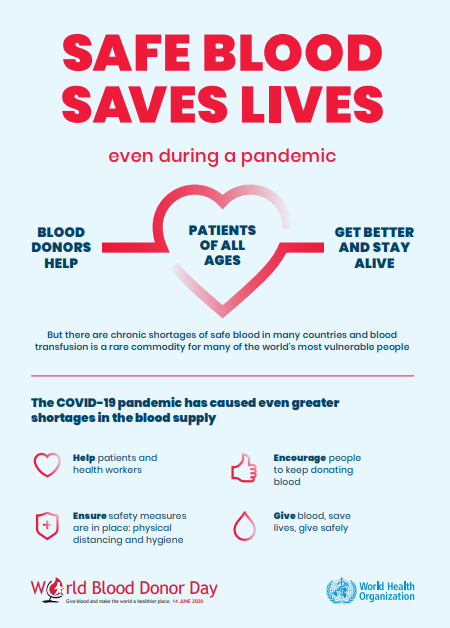 SAFE BLOOD
SAVES LIVES
even during a pandemic
BLOOD
DONORS
HELP
PATIENTS
OF ALL
AGES
GET BETTER
AND STAY
ALIVE
But there are chronic shortages of safe blood in many countries and blood
transfusion is a rare commodity for many of the world's most vulnerable people
The COVID-19 pandemic has caused even greater
shortages in the blood supply
Help patients and
health workers
Encourage people
to keep donating
blood
Ensure safety measures
are in place: physical
distancing and hygiene
Give blood, save
lives, give safely
World Blood Donor Day
Give blood and make the world a healthier place. 14 JUNE 2020
World Health
Organization